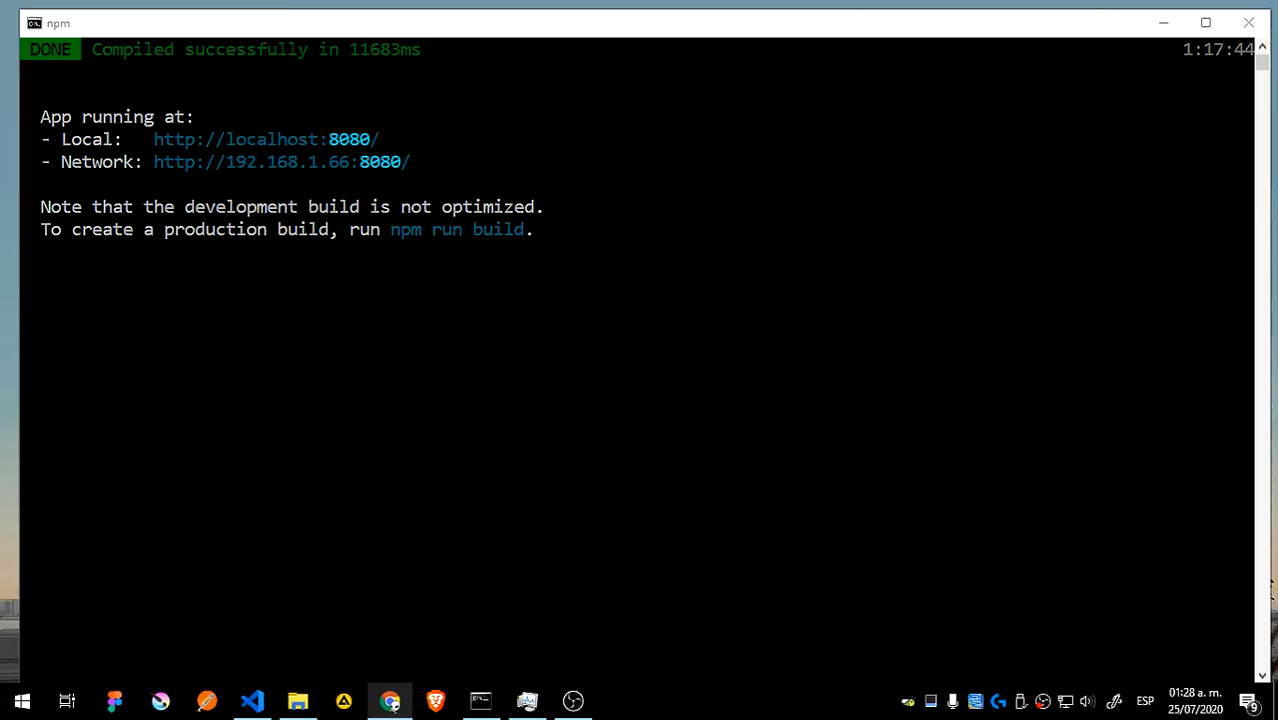 npm
DONE Compiled successfully in 11683ms 1:17:44
App running at:
- Local: http://localhost:8080/
- Network: http://192.168.1.66:8080/
Note that the development build is not optimized.
To create a production build, run npm run build.
ESP
01:28 a. m.
25/07/2020
9